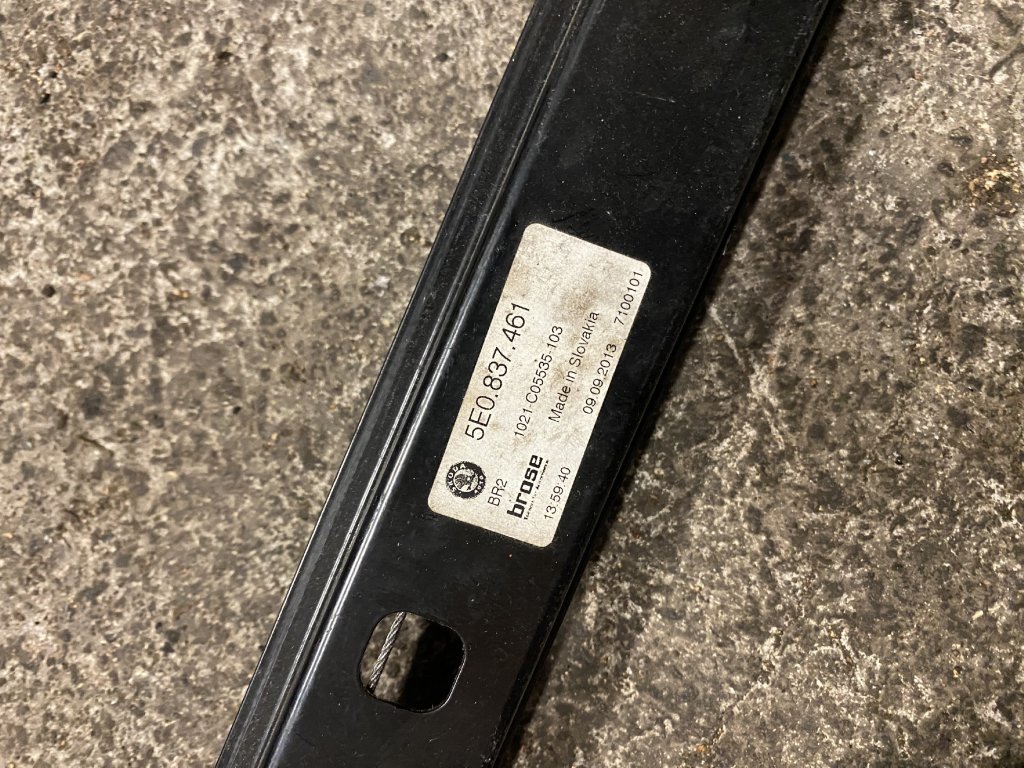 5E0.837.461
BR2
1021-C05535-103
brose
Made in Slovakia
13:59:40
09.09.2013
7100101